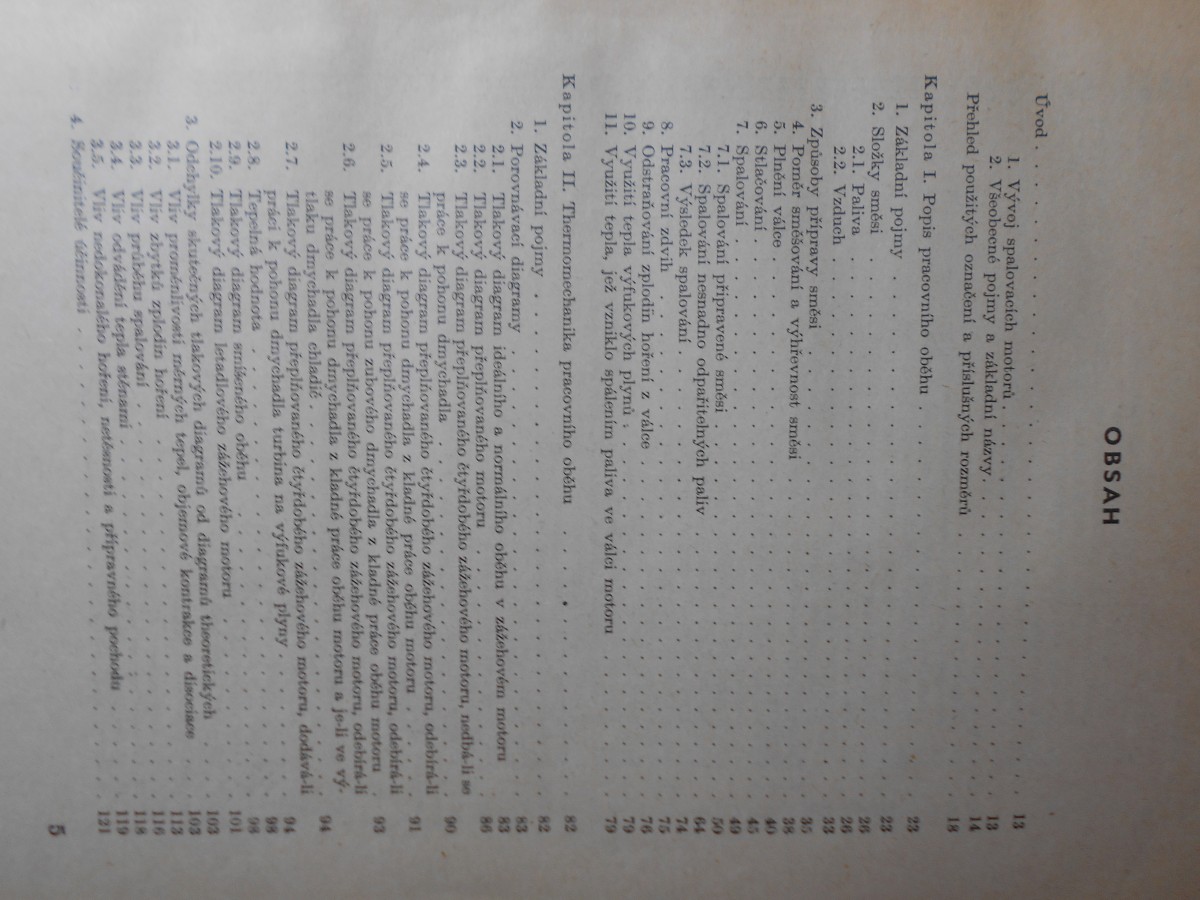 OBSAH
Úvod . . . . . . . . . . . . . . . . . . . . 13
1. Vývoj spalovacích motorů . . . . . . . . . . 13
2. Všeobecné pojmy a základní názvy . . . . . . . . . . 14
Přehled použitých označení a příslušných rozměrů . . . . . . . . . . 18
Kapitola I. Popis pracovního oběhu . . . . . . . . . . 23
1. Základní pojmy . . . . . . . . . . 23
2. Složky směsi . . . . . . . . . . 26
2.1. Paliva . . . . . . . . . . 26
2.2. Vzduch . . . . . . . . . . 33
3. Způsoby přípravy směsi . . . . . . . . . . 35
4. Poměr směšování a výhřevnost směsi . . . . . . . . . . 38
5. Plnění válce . . . . . . . . . . 40
6. Stlačování . . . . . . . . . . 45
7. Spalování . . . . . . . . . . 49
7.1. Spalování připravené směsi . . . . . . . . . . 50
7.2. Spalování nesnadno odpařitelných paliv . . . . . . . . . . 64
7.3. Výsledek spalování . . . . . . . . . . 74
8. Pracovní zdvih . . . . . . . . . . 75
9. Odstraňování zplodin hoření z válce . . . . . . . . . . 76
10. Využití tepla výfukových plynů . . . . . . . . . . 79
11. Využití tepla, jež vzniklo spálením paliva ve válci motoru . . . . . 79
Kapitola II. Thermomechanika pracovního oběhu . . . . . . . . . . 82
1. Základní pojmy . . . . . . . . . . 82
2. Porovnávací diagramy . . . . . . . . . . 83
2.1. Tlakový diagram ideálního a normálního oběhu v zážehovém motoru 83
2.2. Tlakový diagram přeplňovaného motoru . . . . . . . . . . 86
2.3. Tlakový diagram přeplňovaného čtyřdobého zážehového motoru, nedbá-li se
práce k pohonu dmychadla . . . . . . . . . . 90
2.4. Tlakový diagram přeplňovaného čtyřdobého zážehového motoru, odebírá-li
se práce k pohonu dmychadla z kladné práce oběhu motoru . . . . . 91
2.5. Tlakový diagram přeplňovaného čtyřdobého zážehového motoru, odebírá-li
se práce k pohonu zubového dmychadla z kladné práce oběhu motoru . 93
2.6. Tlakový diagram přeplňovaného čtyřdobého zážehového motoru, odebírá-li
se práce k pohonu dmychadla z kladné práce oběhu motoru a je-li ve vý-
tlaku dmychadla chladič . . . . . . . . . . 94
2.7. Tlakový diagram přeplňovaného čtyřdobého zážehového motoru, dodává-li
práci k pohonu dmychadla turbina na výfukové plyny . . . . . 94
2.8. Tepelná hodnota . . . . . . . . . . 98
2.9. Tlakový diagram smíšeného oběhu . . . . . . . . . . 101
2.10. Tlakový diagram letadlového zážehového motoru . . . . . . . . . . 103
3. Odchylky skutečných tlakových diagramů od diagramů theoretických . . 103
3.1. Vliv proměnlivosti měrných tepel, objemové kontrakce a disociace . . 113
3.2. Vliv zbytků zplodin hoření . . . . . . . . . . 116
3.3. Vliv průběhu spalování . . . . . . . . . . 118
3.4. Vliv odvádění tepla stěnami . . . . . . . . . . 119
3.5. Vliv nedokonalého hoření, netěsností a přípravného pochodu . . . . 121
4. Součinitelé účinnosti . . . . . . . . . .
5